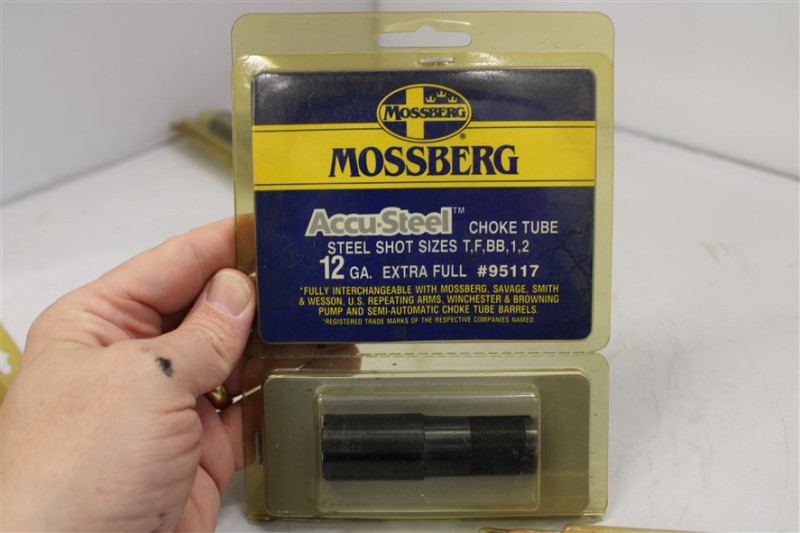 MOSSBERG
®
MOSSBERG
Accu-Steel™ CHOKE TUBE
STEEL SHOT SIZES T,F,BB,1,2
12 GA. EXTRA FULL #95117
*FULLY INTERCHANGEABLE WITH MOSSBERG, SAVAGE, SMITH
& WESSON, U.S. REPEATING ARMS, WINCHESTER & BROWNING
PUMP AND SEMI-AUTOMATIC CHOKE TUBE BARRELS.
*REGISTERED TRADE MARKS OF THE RESPECTIVE COMPANIES NAMED.